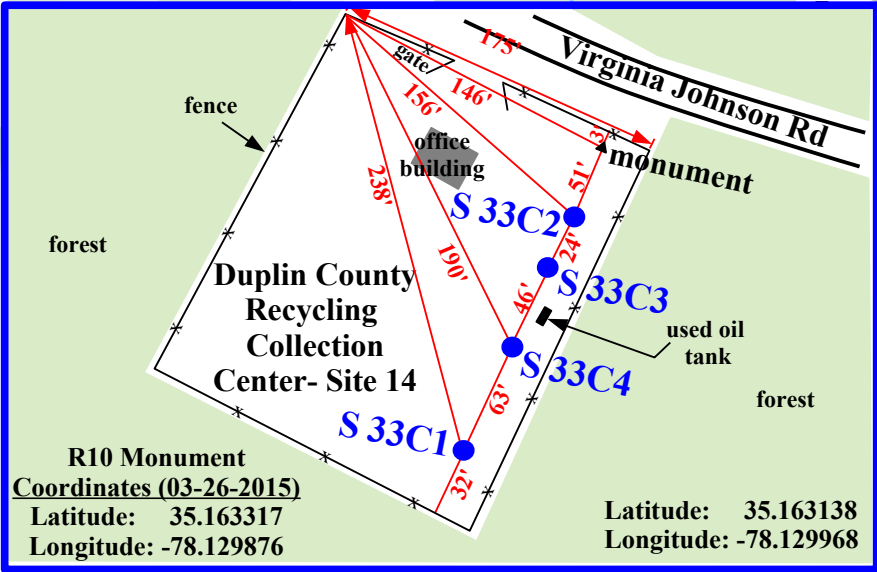 175'
Virginia Johnson Rd
gate
146'
3'
156'
fence
office
building
monument
51'
238'
S 33C2
24'
forest
190'
Duplin County
Recycling
Collection
Center- Site 14
46'
S 33C3
used oil
tank
S 33C4
63'
forest
S 33C1
32'
R10 Monument
Coordinates (03-26-2015)
Latitude: 35.163317
Longitude: -78.129876
Latitude: 35.163138
Longitude: -78.129968